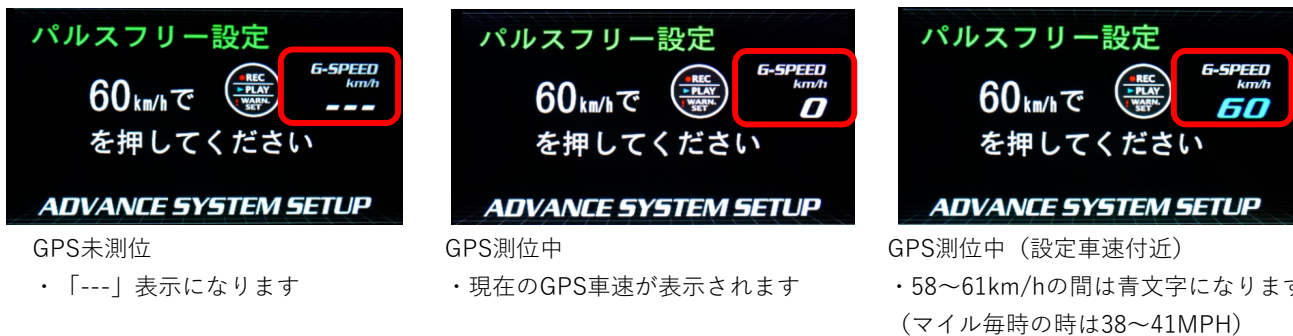 パルスフリー設定
60km/hで
REC
PLAY
WARN.
SET
G-SPEED
km/h
---
を押してください
ADVANCE SYSTEM SETUP
GPS未測位
・「---」表示になります
パルスフリー設定
60km/hで
REC
PLAY
WARN.
SET
G-SPEED
km/h
0
を押してください
ADVANCE SYSTEM SETUP
GPS測位中
・現在のGPS車速が表示されます
パルスフリー設定
60km/hで
REC
PLAY
WARN.
SET
G-SPEED
km/h
60
を押してください
ADVANCE SYSTEM SETUP
GPS測位中（設定車速付近）
・58〜61km/hの間は青文字になります
（マイル毎時の時は38〜41MPH）